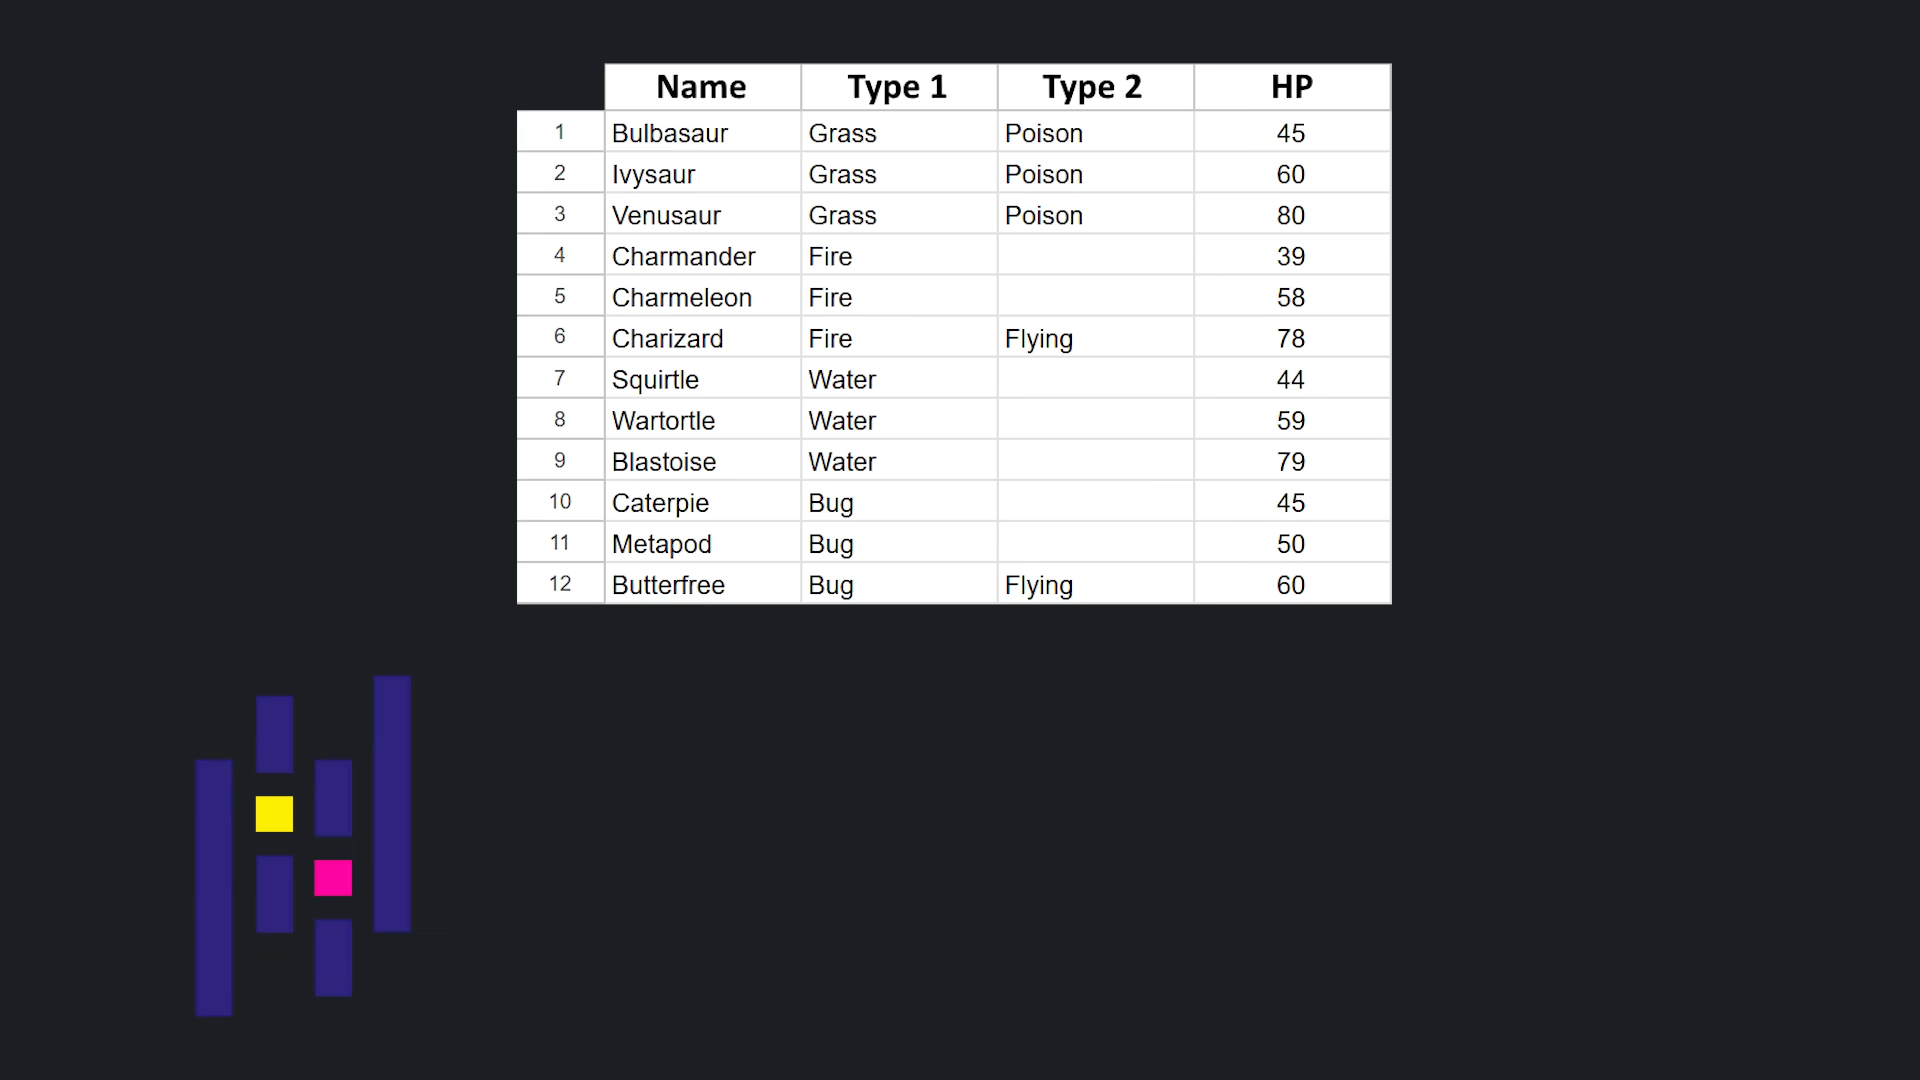 Name Type 1 Type 2 HP
1 Bulbasaur Grass Poison 45
2 Ivysaur Grass Poison 60
3 Venusaur Grass Poison 80
4 Charmander Fire 39
5 Charmeleon Fire 58
6 Charizard Fire Flying 78
7 Squirtle Water 44
8 Wartortle Water 59
9 Blastoise Water 79
10 Caterpie Bug 45
11 Metapod Bug 50
12 Butterfree Bug Flying 60